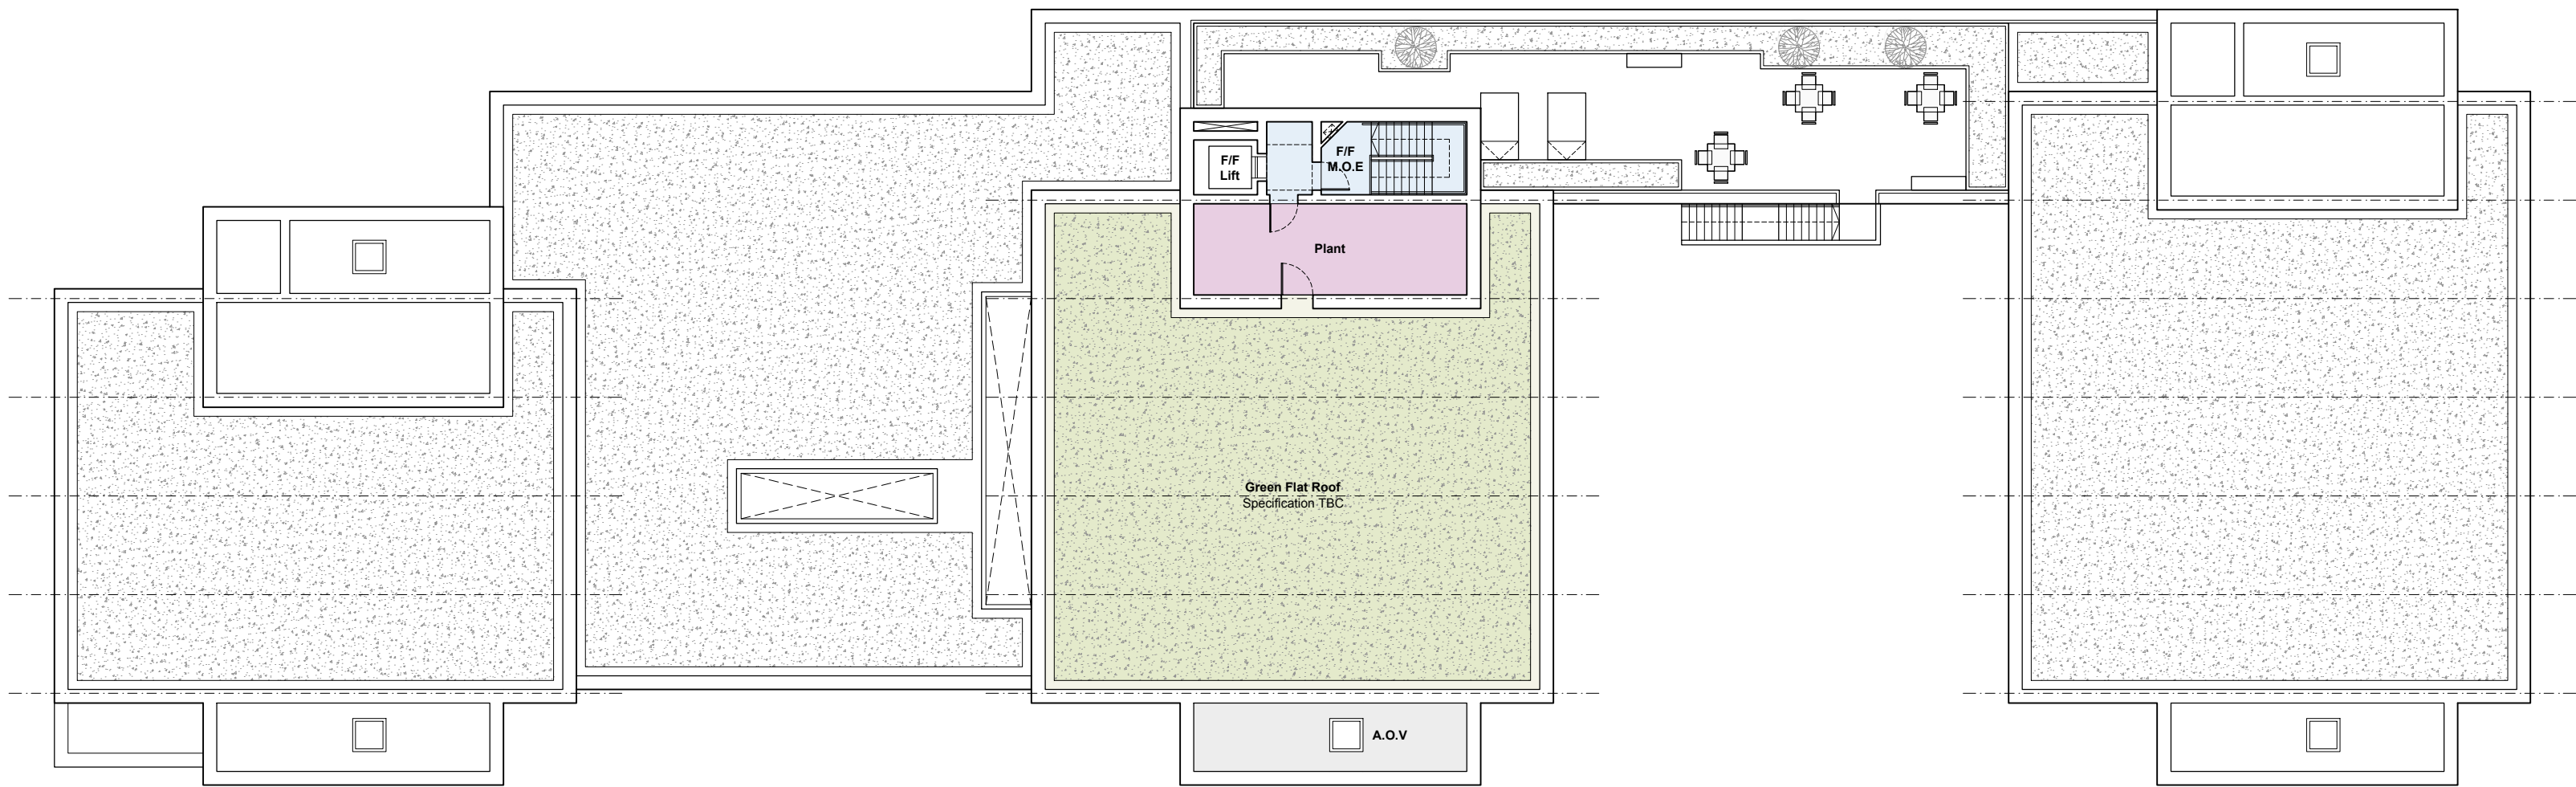 F/F
Lift
F/F
M.O.E
Plant
Green Flat Roof
Specification TBC
A.O.V